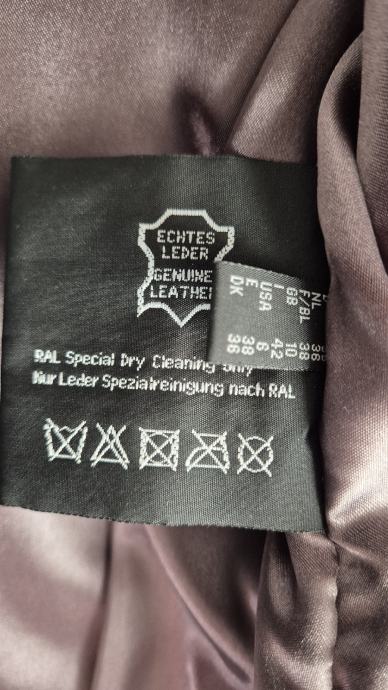 ECHTES
LEDER
GENUINE
LEATHER
RAL Special Dry Cleaning only
Nur Leder Spezialreinigung nach RAL
NL 36
F/BL 38
GB 10
I 42
USA 6
E 38
DK 36